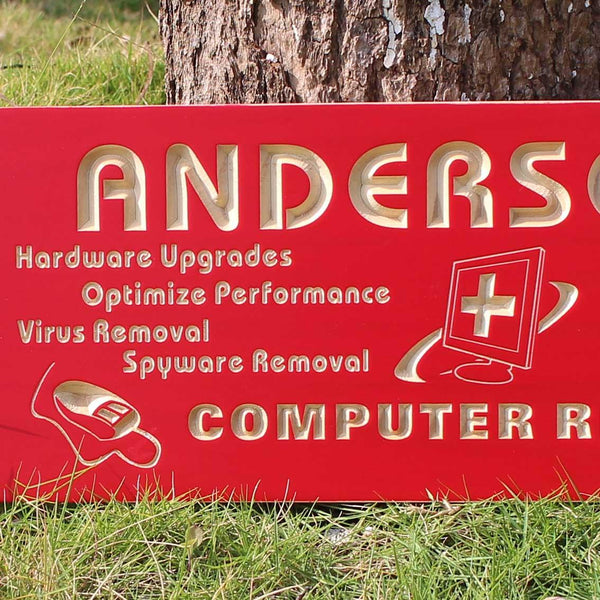 ANDERS
Hardware Upgrades
Optimize Performance
Virus Removal
Spyware Removal
COMPUTER R